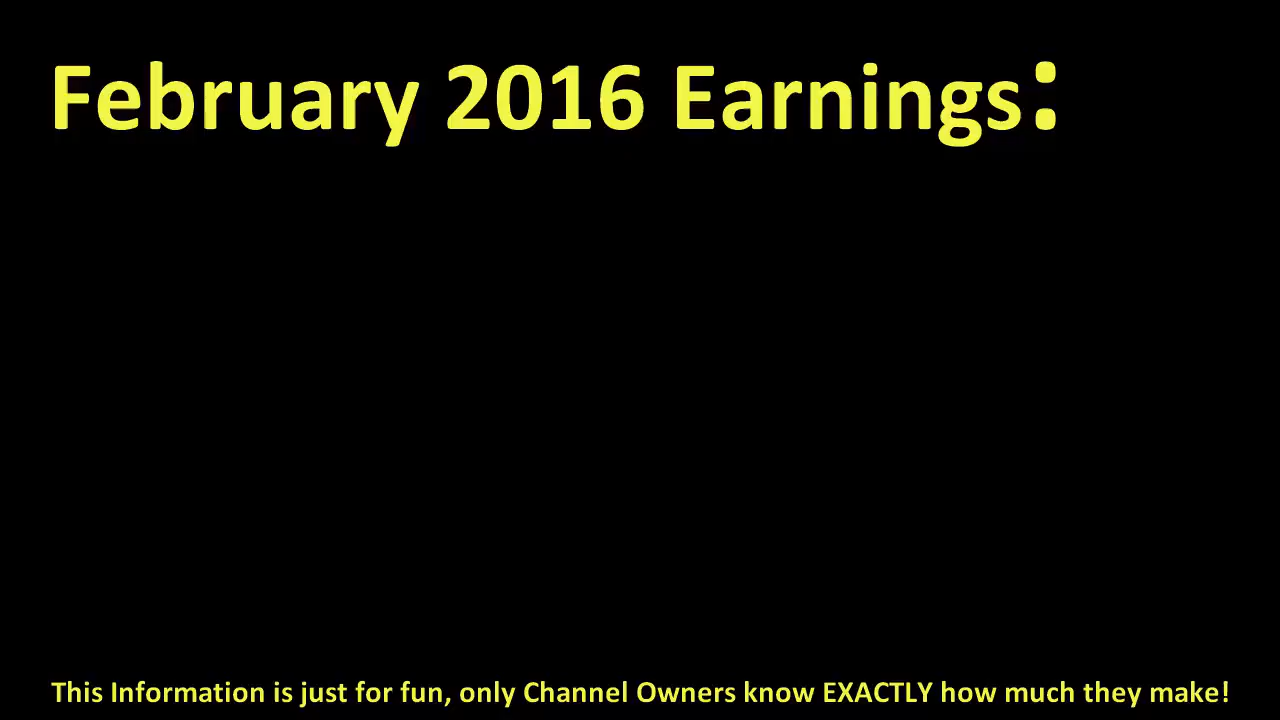 February 2016 Earnings:
This Information is just for fun, only Channel Owners know EXACTLY how much they make!